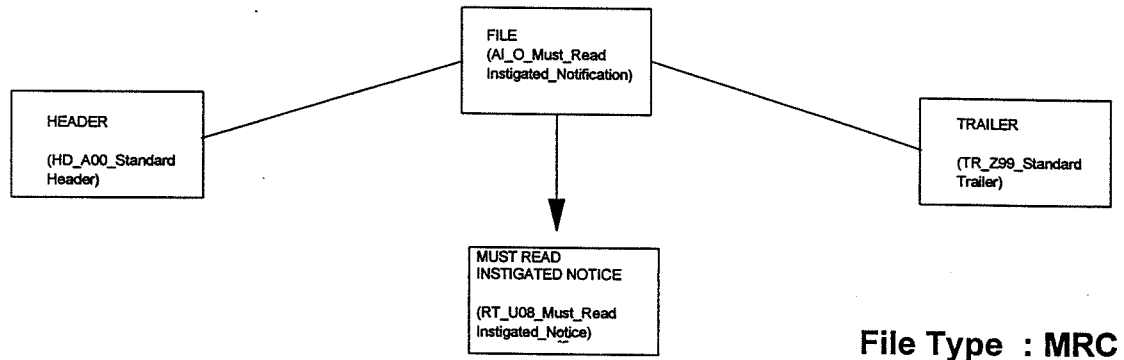 FILE
(AI_O_Must_Read
Instigated_Notification)
HEADER
(HD_A00_Standard
Header)
TRAILER
(TR_Z99_Standard
Trailer)
MUST READ
INSTIGATED NOTICE
(RT_U08_Must_Read
Instigated_Notice)
File Type : MRC